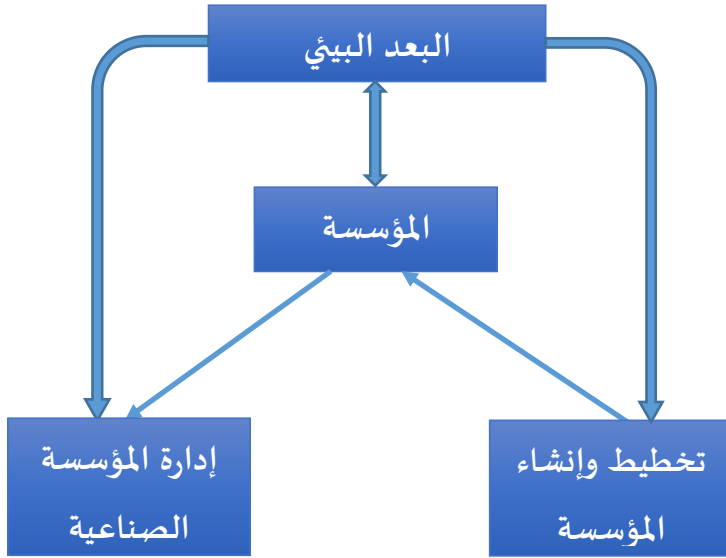 البعد البيئي
المؤسسة
تخطيط وإنشاء
المؤسسة
إدارة المؤسسة
الصناعية